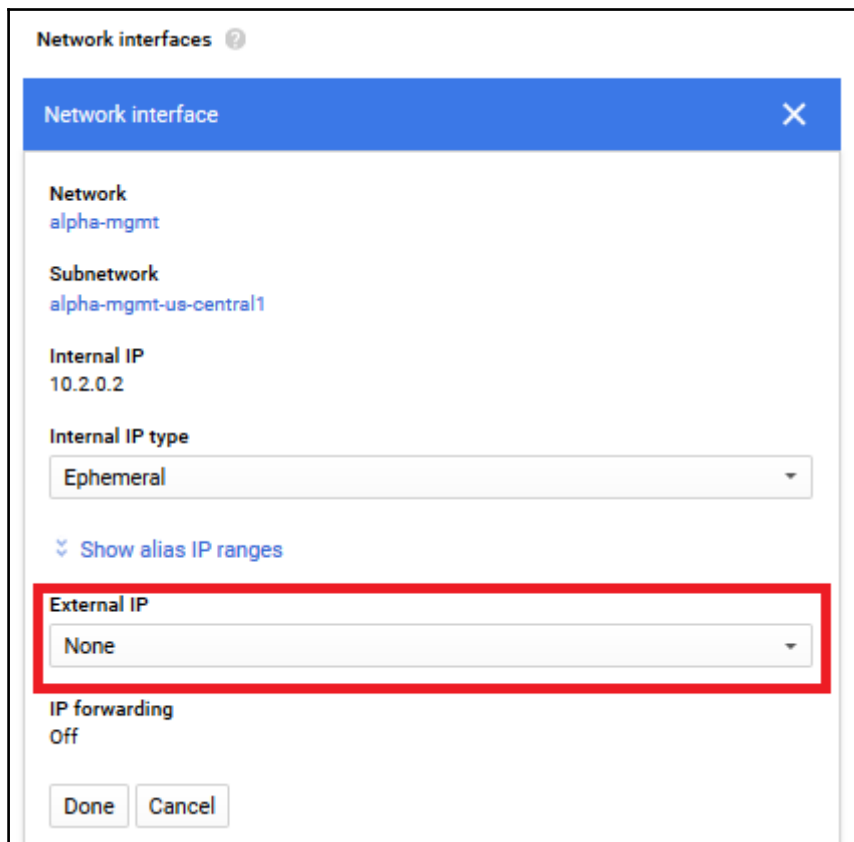 Network interfaces
Network interface
Network
alpha-mgmt
Subnetwork
alpha-mgmt-us-central1
Internal IP
10.2.0.2
Internal IP type
Ephemeral
Show alias IP ranges
External IP
None
IP forwarding
Off
Done Cancel